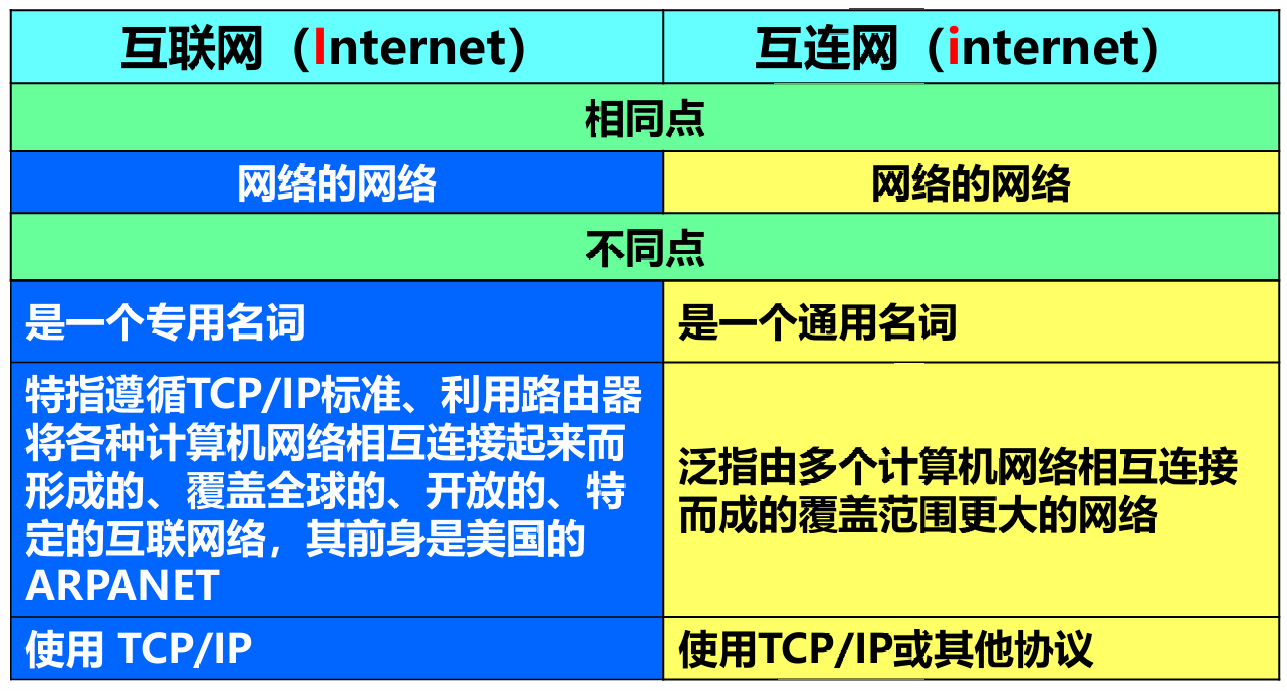 互联网（Internet）
互连网（internet）
相同点
网络的网络
网络的网络
不同点
是一个专用名词
是一个通用名词
特指遵循TCP/IP标准、利用路由器
将各种计算机网络相互连接起来而
形成的、覆盖全球的、开放的、特
定的互联网络，其前身是美国的
ARPANET
泛指由多个计算机网络相互连接
而成的覆盖范围更大的网络
使用 TCP/IP
使用TCP/IP或其他协议